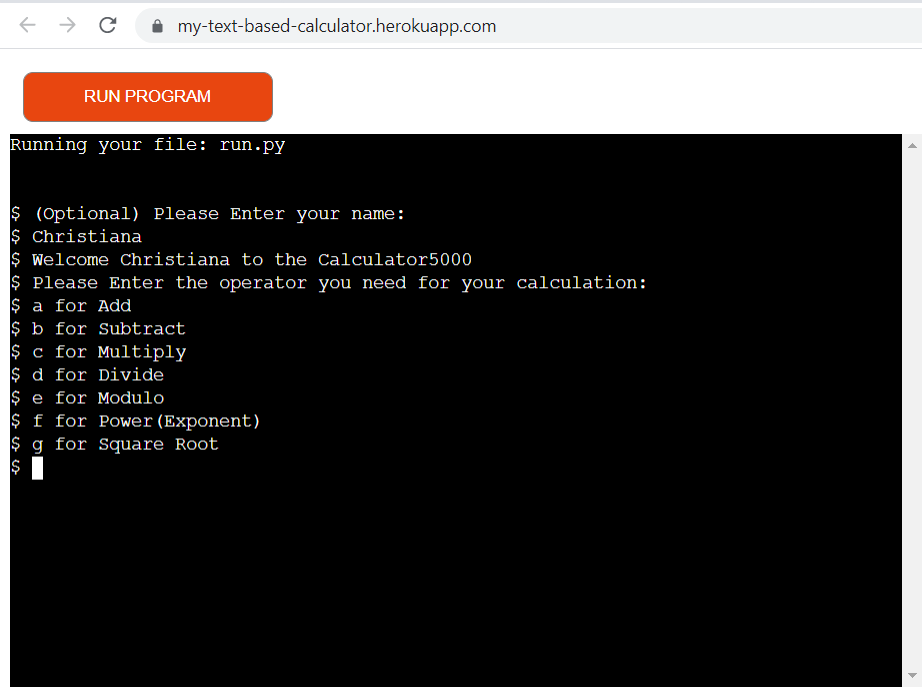 my-text-based-calculator.herokuapp.com
RUN PROGRAM
Running your file: run.py
$ (Optional) Please Enter your name:
$ Christiana
$ Welcome Christiana to the Calculator5000
$ Please Enter the operator you need for your calculation:
$ a for Add
$ b for Subtract
$ c for Multiply
$ d for Divide
$ e for Modulo
$ f for Power(Exponent)
$ g for Square Root
$